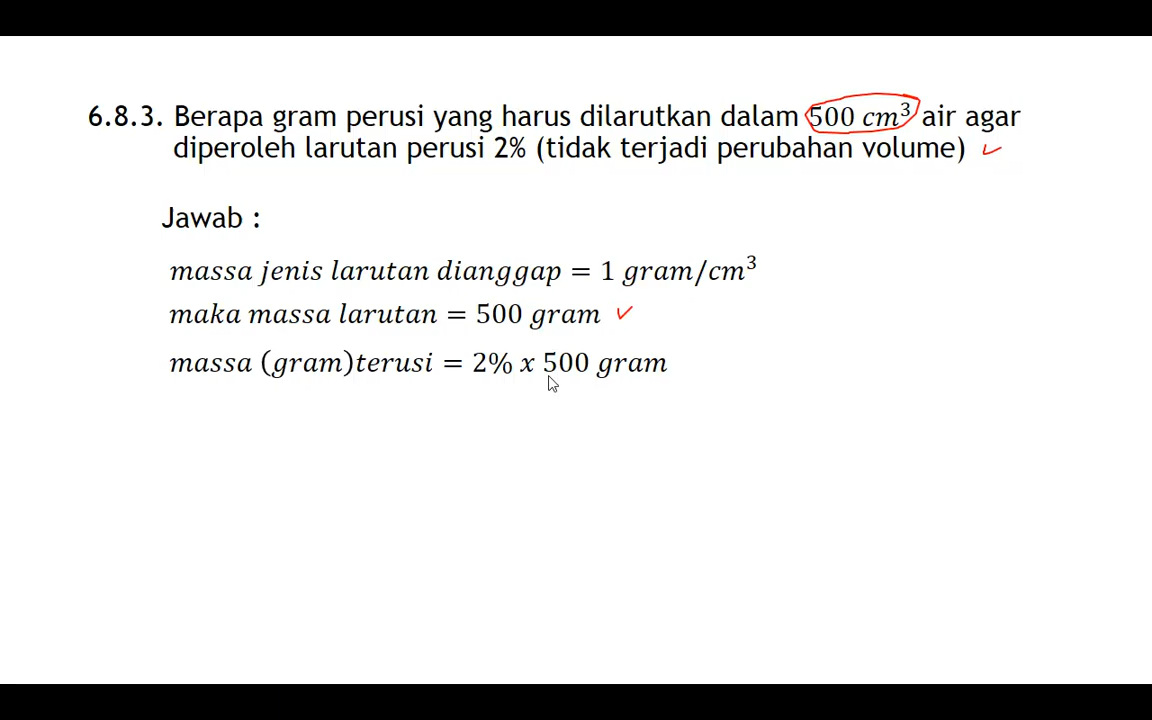 6.8.3. Berapa gram perusi yang harus dilarutkan dalam 500 cm³ air agar
diperoleh larutan perusi 2% (tidak terjadi perubahan volume)
Jawab :
massa jenis larutan dianggap = 1 gram/cm³
maka massa larutan = 500 gram
massa (gram)terusi = 2% x 500 gram